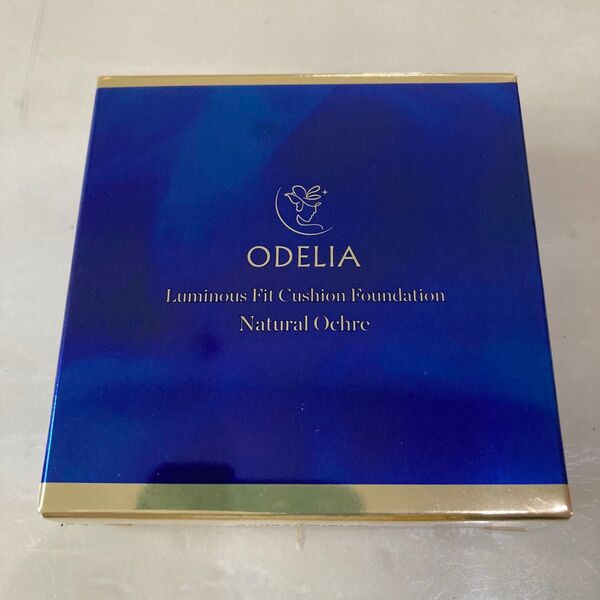 ODELIA
Luminous Fit Cushion Foundation
Natural Ochre